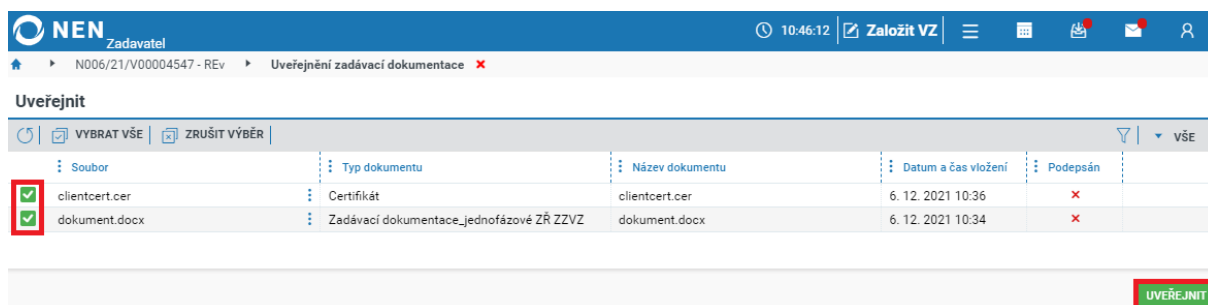 NEN Zadavatel 10:46:12 Založit VZ
N006/21/V00004547 - REv Uveřejnění zadávací dokumentace
Uveřejnit
VYBRAT VŠE ZRUŠIT VÝBĚR VŠE
Soubor Typ dokumentu Název dokumentu Datum a čas vložení Podepsán
clientcert.cer Certifikát clientcert.cer 6. 12. 2021 10:36
dokument.docx Zadávací dokumentace_jednofázové ZŘ ZZVZ dokument.docx 6. 12. 2021 10:34
UVEŘEJNIT